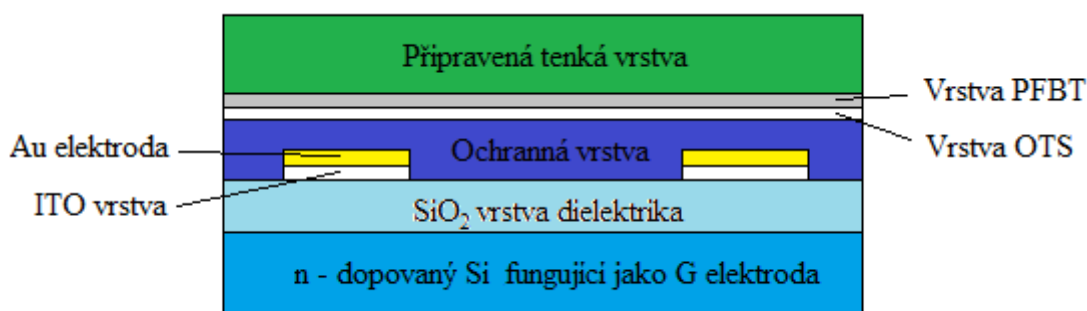 Připravená tenká vrstva
Vrstva PFBT
Au elektroda
Ochranná vrstva
Vrstva OTS
ITO vrstva
SiO₂ vrstva dielektrika
n - dopovaný Si fungující jako G elektroda